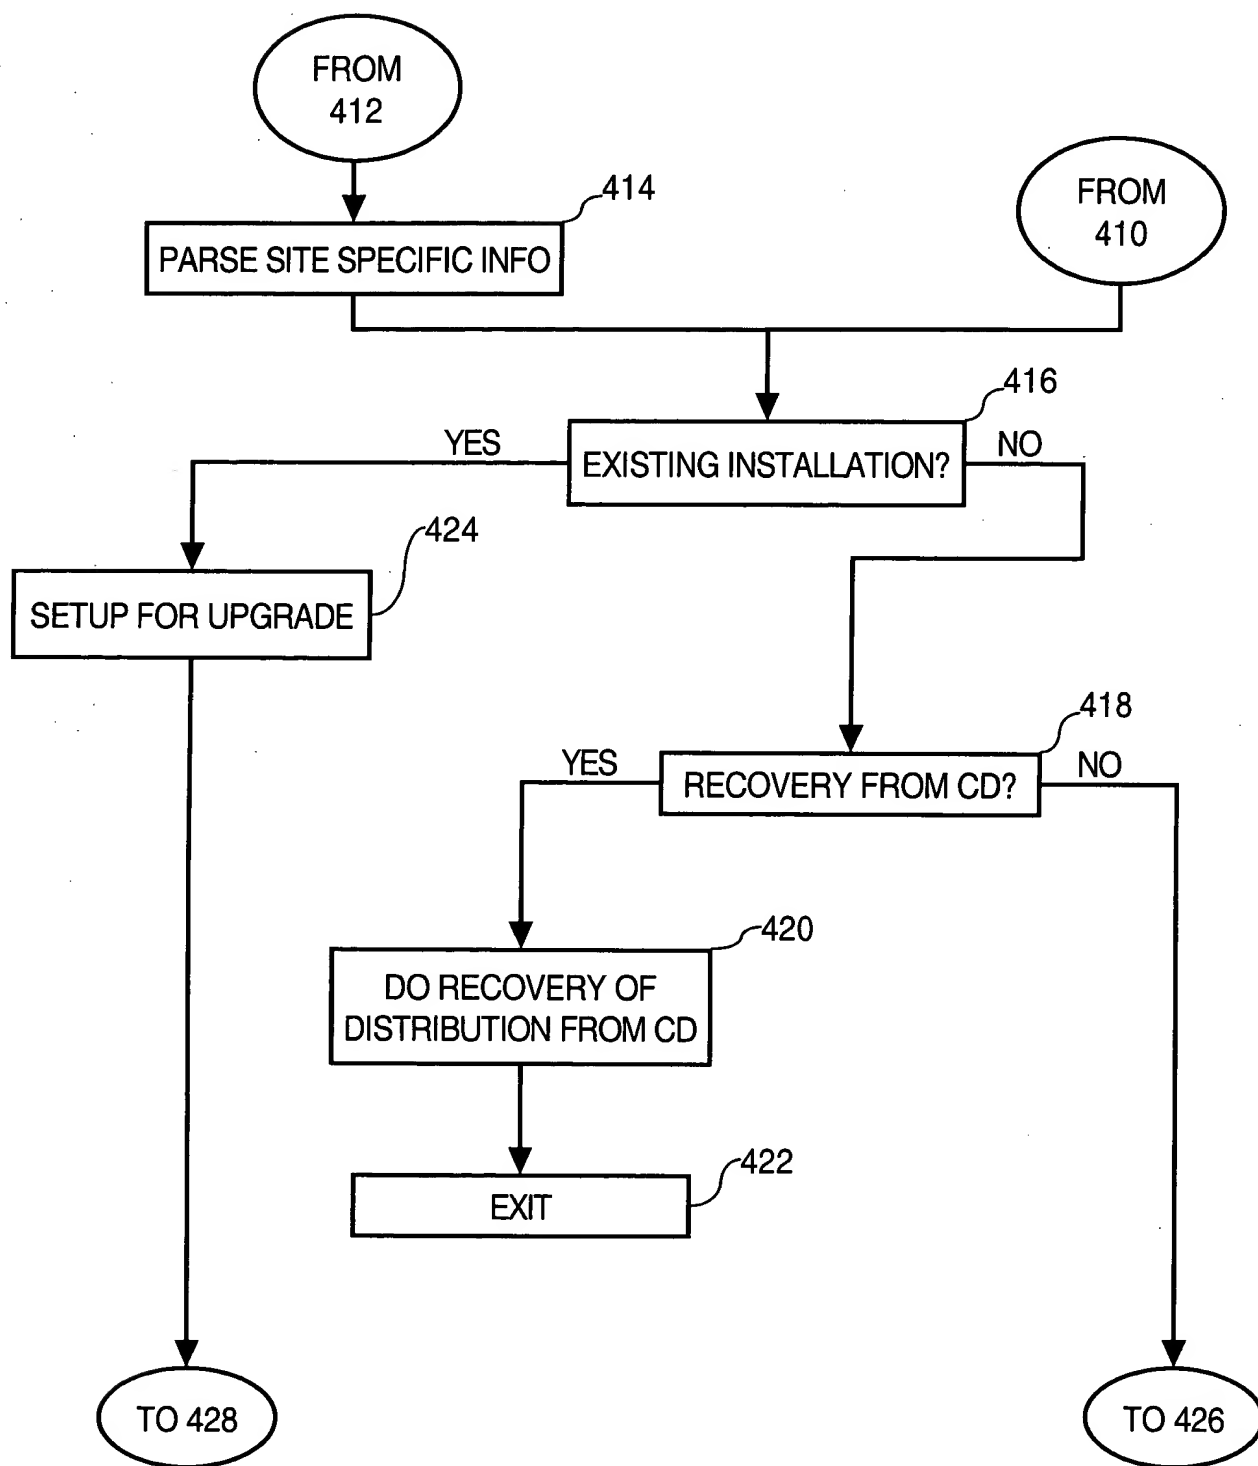 FROM
412
414
PARSE SITE SPECIFIC INFO
FROM
410
416
YES
EXISTING INSTALLATION?
NO
424
SETUP FOR UPGRADE
418
YES
RECOVERY FROM CD?
NO
420
DO RECOVERY OF
DISTRIBUTION FROM CD
422
EXIT
TO 428
TO 426